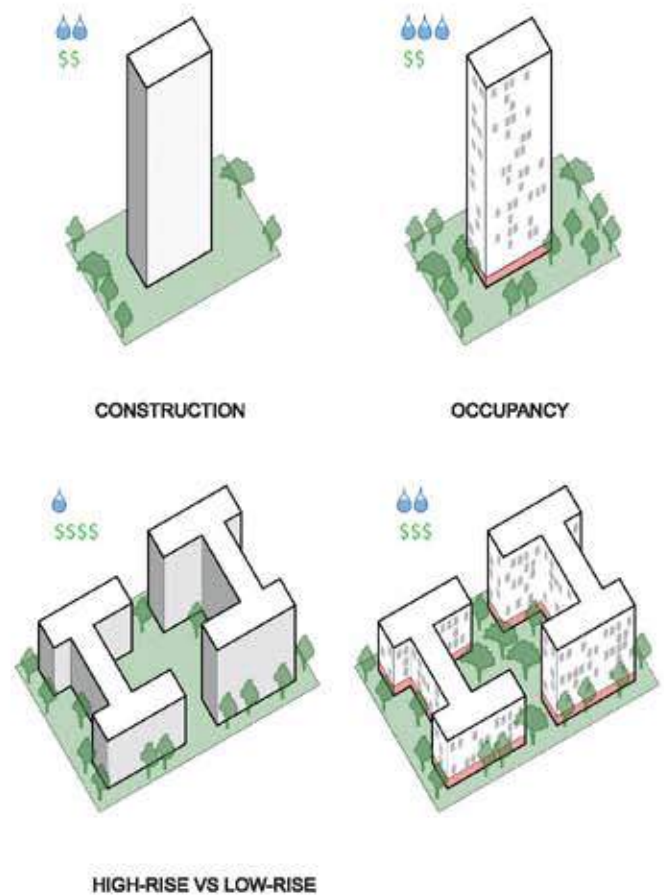 $$
$$
CONSTRUCTION
OCCUPANCY
$$$$
$$$
HIGH-RISE VS LOW-RISE